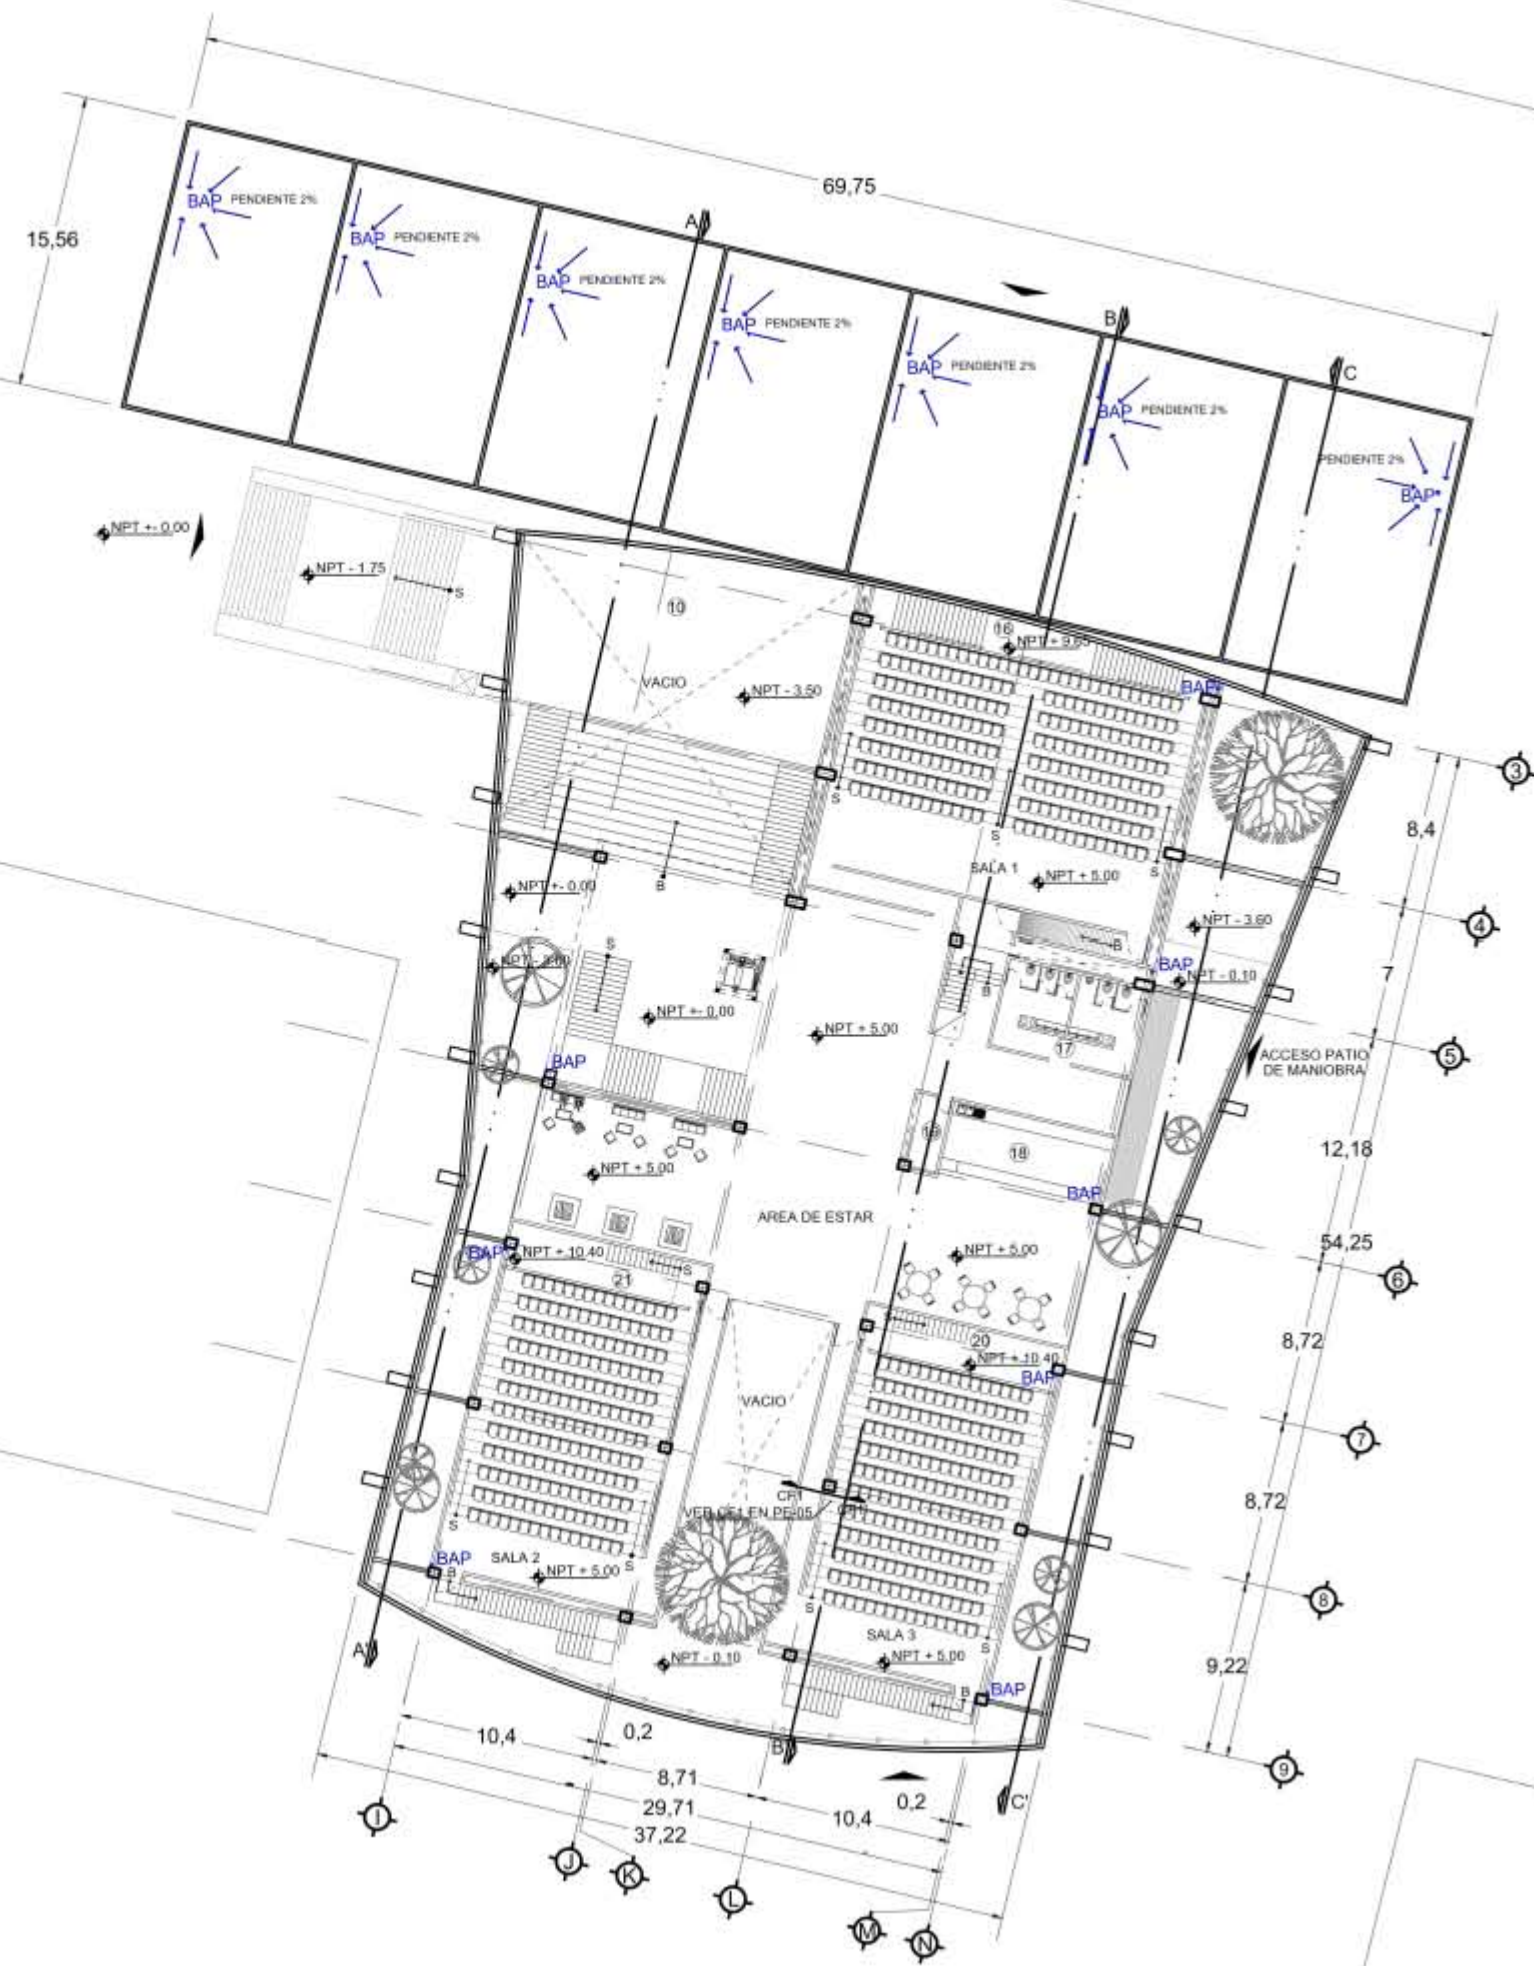 69,75
15,56
BAP PENDIENTE 2%
BAP PENDIENTE 2%
BAP PENDIENTE 2%
BAP PENDIENTE 2%
BAP PENDIENTE 2%
BAP PENDIENTE 2%
PENDIENTE 2%
BAP
A
B
C
NPT +- 0.00
NPT - 1.75
S
10
VACIO
NPT - 3.50
16
BAP
3
8,4
S
S
S
SALA 1
NPT + 5.00
B
NPT +- 0.00
NPT - 3.60
4
7
B
S
BAP
NPT - 0.10
B
NPT +- 0.00
NPT + 5.00
17
5
ACCESO PATIO
DE MANIOBRA
BAP
12,18
18
NPT + 5.00
BAP
AREA DE ESTAR
54,25
NPT + 5.00
BAP
NPT + 10.40
S
21
6
8,72
20
NPT + 10.40
BAP
VACIO
7
CF1
VER CF1 EN PE-05
8,72
S
S
S
S
SALA 2
NPT + 5.00
BAP
B
8
SALA 3
NPT + 5.00
NPT - 0.10
9,22
B
BAP
A'
10,4
0,2
B'
8,71
29,71
37,22
10,4
0,2
C'
9
I
J
K
L
M
N